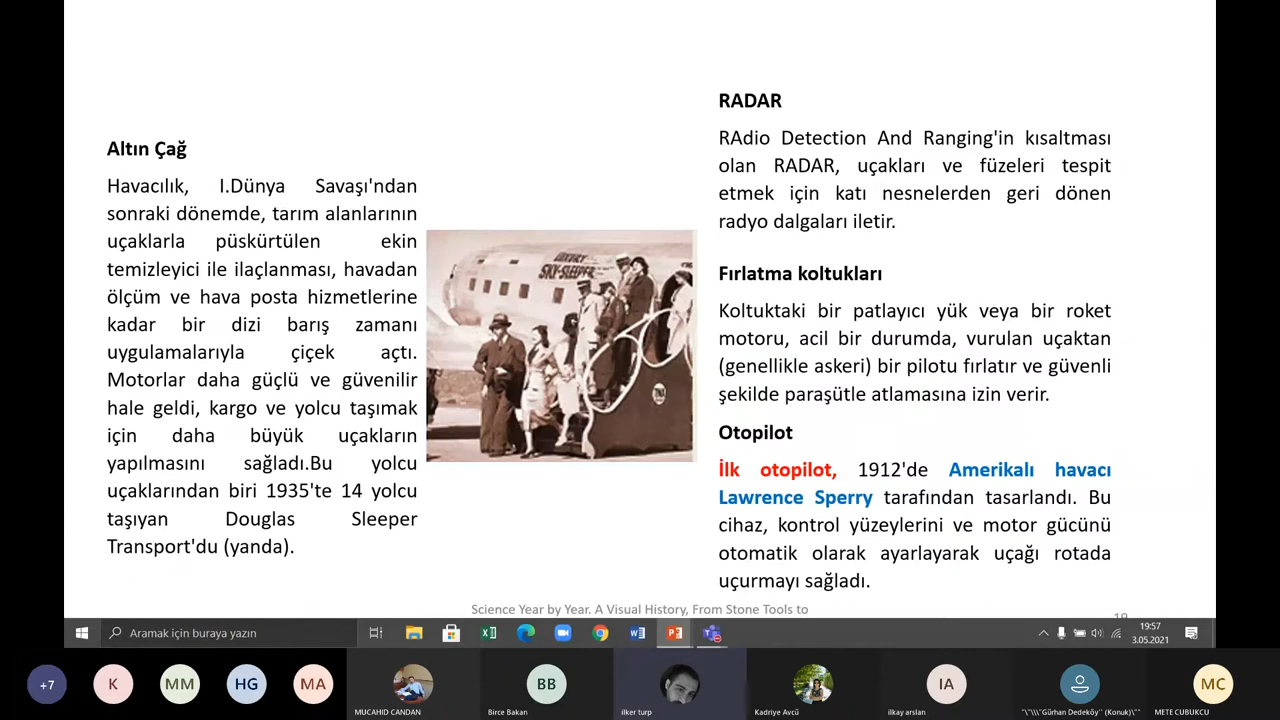 Altın Çağ
Havacılık, I.Dünya Savaşı'ndan
sonraki dönemde, tarım alanlarının
uçaklarla püskürtülen ekin
temizleyici ile ilaçlanması, havadan
ölçüm ve hava posta hizmetlerine
kadar bir dizi barış zamanı
uygulamalarıyla çiçek açtı.
Motorlar daha güçlü ve güvenilir
hale geldi, kargo ve yolcu taşımak
için daha büyük uçakların
yapılmasını sağladı.Bu yolcu
uçaklarından biri 1935'te 14 yolcu
taşıyan Douglas Sleeper
Transport'du (yanda).
LUXURY
SKY-SLEEPER
RADAR
RAdio Detection And Ranging'in kısaltması
olan RADAR, uçakları ve füzeleri tespit
etmek için katı nesnelerden geri dönen
radyo dalgaları iletir.
Fırlatma koltukları
Koltuktaki bir patlayıcı yük veya bir roket
motoru, acil bir durumda, vurulan uçaktan
(genellikle askeri) bir pilotu fırlatır ve güvenli
şekilde paraşütle atlamasına izin verir.
Otopilot
İlk otopilot, 1912'de Amerikalı havacı
Lawrence Sperry tarafından tasarlandı. Bu
cihaz, kontrol yüzeylerini ve motor gücünü
otomatik olarak ayarlayarak uçağı rotada
uçurmayı sağladı.
Science Year by Year. A Visual History, From Stone Tools to
Aramak için buraya yazın
19:57
3.05.2021
+7
K
MM
HG
MA
MUCAHID CANDAN
BB
Birce Bakan
ilker turp
Kadriye Avcü
IA
ilkay arslan
"\"\\\"Gürhan Dedeköy" (Konuk)\""
MC
METE CUBUKCU